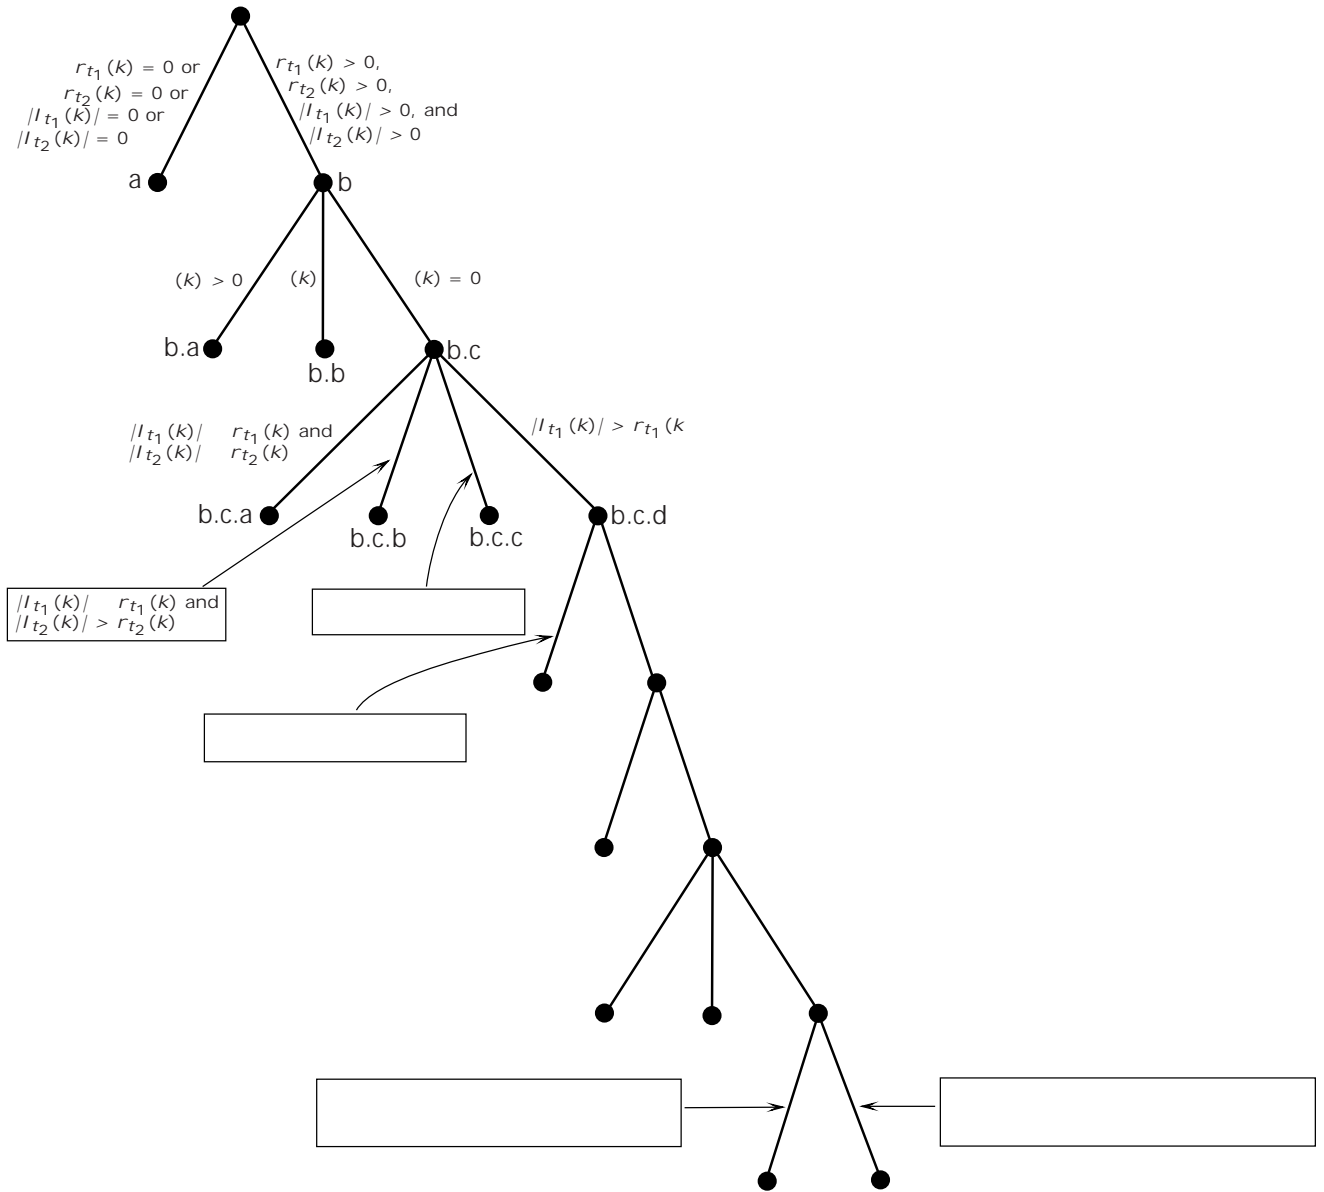 r_{t_1}(k) = 0 or
r_{t_2}(k) = 0 or
|I_{t_1}(k)| = 0 or
|I_{t_2}(k)| = 0
r_{t_1}(k) > 0,
r_{t_2}(k) > 0,
|I_{t_1}(k)| > 0, and
|I_{t_2}(k)| > 0
a
b
(k) > 0
(k)
(k) = 0
b.a
b.b
b.c
|I_{t_1}(k)| r_{t_1}(k) and
|I_{t_2}(k)| r_{t_2}(k)
|I_{t_1}(k)| > r_{t_1}(k
b.c.a
b.c.b
b.c.c
b.c.d
|I_{t_1}(k)| r_{t_1}(k) and
|I_{t_2}(k)| > r_{t_2}(k)